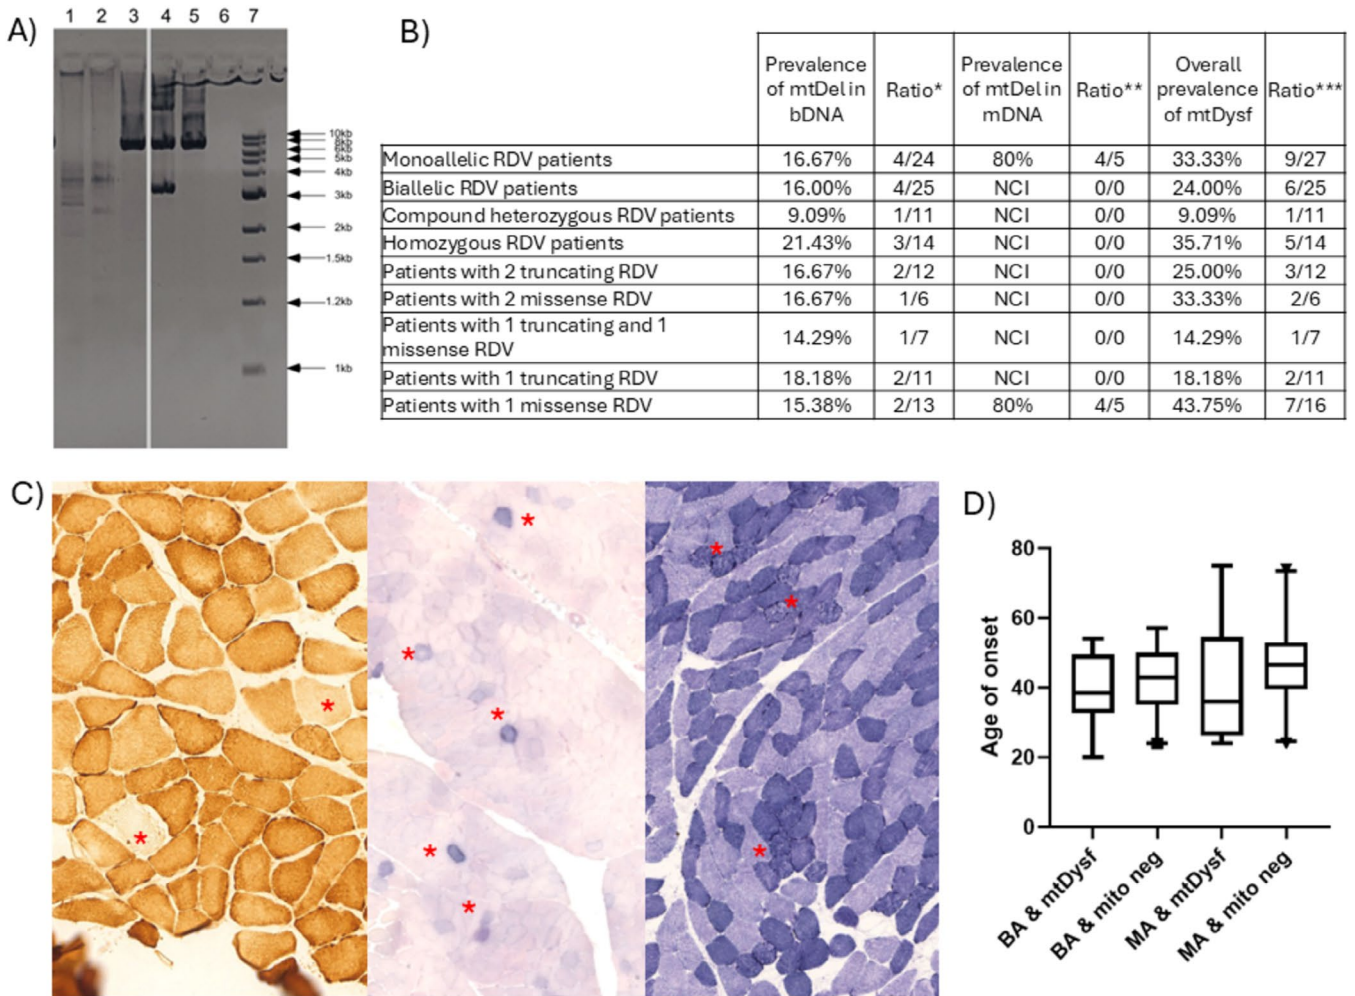 A)
1 2 3 4 5 6 7
10kb
8kb
6kb
5kb
4kb
3kb
2kb
1.5kb
1.2kb
1kb
B)
Prevalence of mtDel in bDNA Ratio* Prevalence of mtDel in mDNA Ratio** Overall prevalence of mtDysf Ratio***
Monoallelic RDV patients 16.67% 4/24 80% 4/5 33.33% 9/27
Biallelic RDV patients 16.00% 4/25 NCI 0/0 24.00% 6/25
Compound heterozygous RDV patients 9.09% 1/11 NCI 0/0 9.09% 1/11
Homozygous RDV patients 21.43% 3/14 NCI 0/0 35.71% 5/14
Patients with 2 truncating RDV 16.67% 2/12 NCI 0/0 25.00% 3/12
Patients with 2 missense RDV 16.67% 1/6 NCI 0/0 33.33% 2/6
Patients with 1 truncating and 1
missense RDV 14.29% 1/7 NCI 0/0 14.29% 1/7
Patients with 1 truncating RDV 18.18% 2/11 NCI 0/0 18.18% 2/11
Patients with 1 missense RDV 15.38% 2/13 80% 4/5 43.75% 7/16
C)
* * * * * * * * * *
D)
Age of onset
80
60
40
20
0
BA & mtDysf
BA & mito neg
MA & mtDysf
MA & mito neg